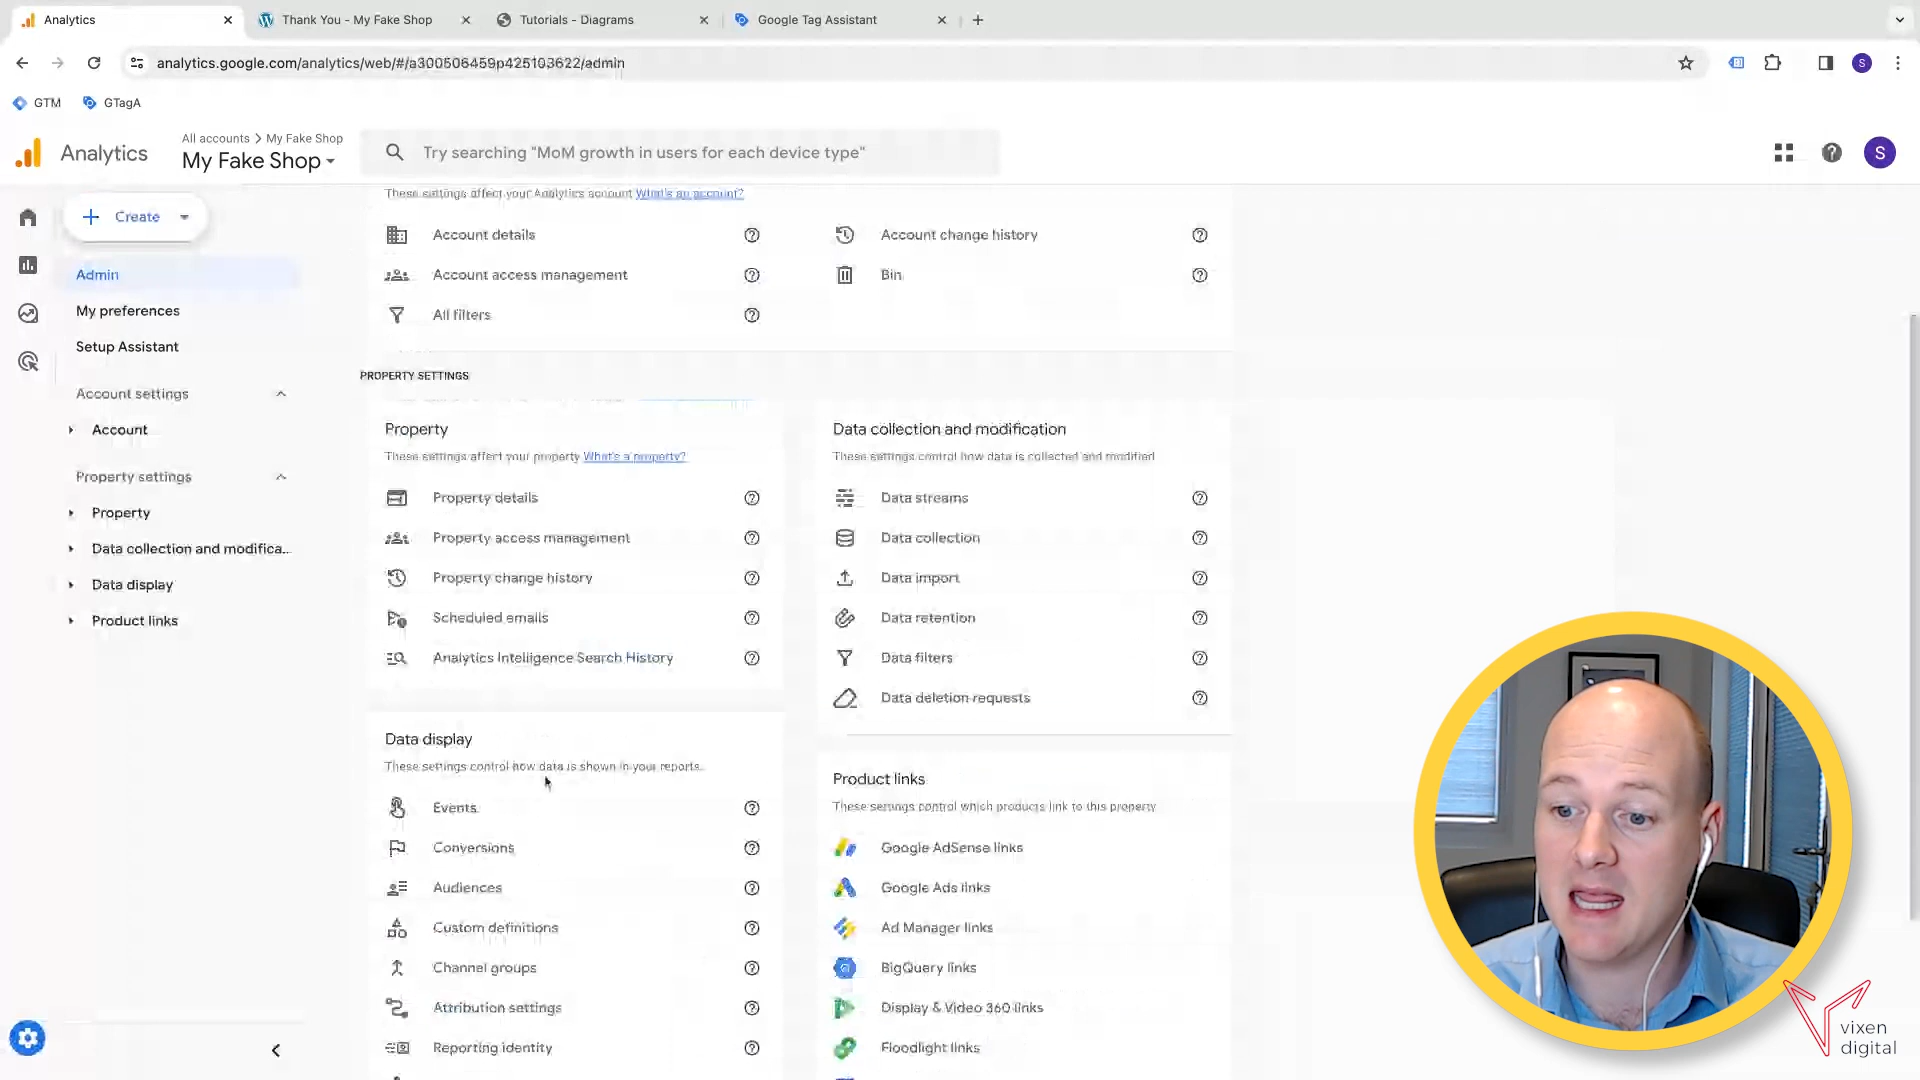 Analytics
Thank You - My Fake Shop
Tutorials - Diagrams
Google Tag Assistant
analytics.google.com/analytics/web/#/a300506459p425103622/admin
S
GTM
GTagA
Analytics
All accounts > My Fake Shop
My Fake Shop
Try searching "MoM growth in users for each device type"
S
Create
Admin
My preferences
Setup Assistant
Account settings
Account
Property settings
Property
Data collection and modifica...
Data display
Product links
These settings affect your Analytics account What's an account?
Account details
Account access management
All filters
Account change history
Bin
PROPERTY SETTINGS
Property
These settings affect your property What's a property?
Property details
Property access management
Property change history
Scheduled emails
Analytics Intelligence Search History
Data collection and modification
These settings control how data is collected and modified
Data streams
Data collection
Data import
Data retention
Data filters
Data deletion requests
Data display
These settings control how data is shown in your reports.
Events
Conversions
Audiences
Custom definitions
Channel groups
Attribution settings
Reporting identity
Product links
These settings control which products link to this property
Google AdSense links
Google Ads links
Ad Manager links
BigQuery links
Display & Video 360 links
Floodlight links
vixen
digital